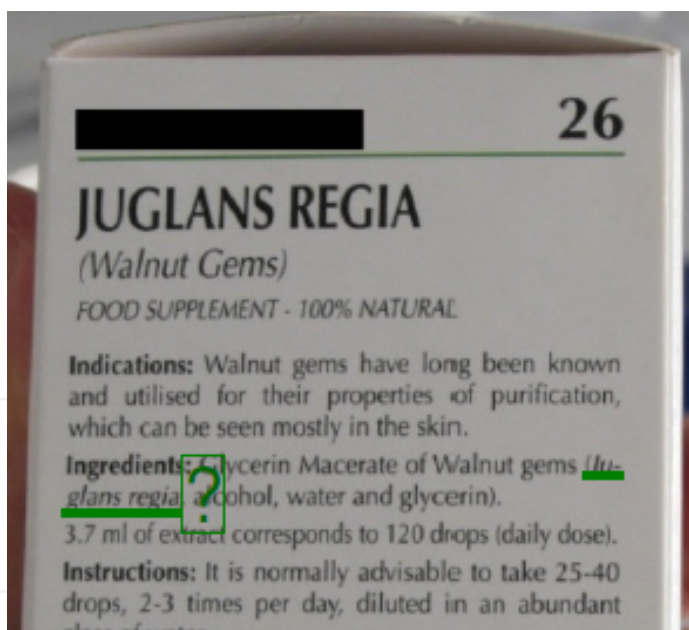 26
JUGLANS REGIA
(Walnut Gems)
FOOD SUPPLEMENT - 100% NATURAL
Indications: Walnut gems have long been known
and utilised for their properties of purification,
which can be seen mostly in the skin.
Ingredients: Glycerin Macerate of Walnut gems (Ju-
glans regia, alcohol, water and glycerin).
?
3.7 ml of extract corresponds to 120 drops (daily dose).
Instructions: It is normally advisable to take 25-40
drops, 2-3 times per day, diluted in an abundant